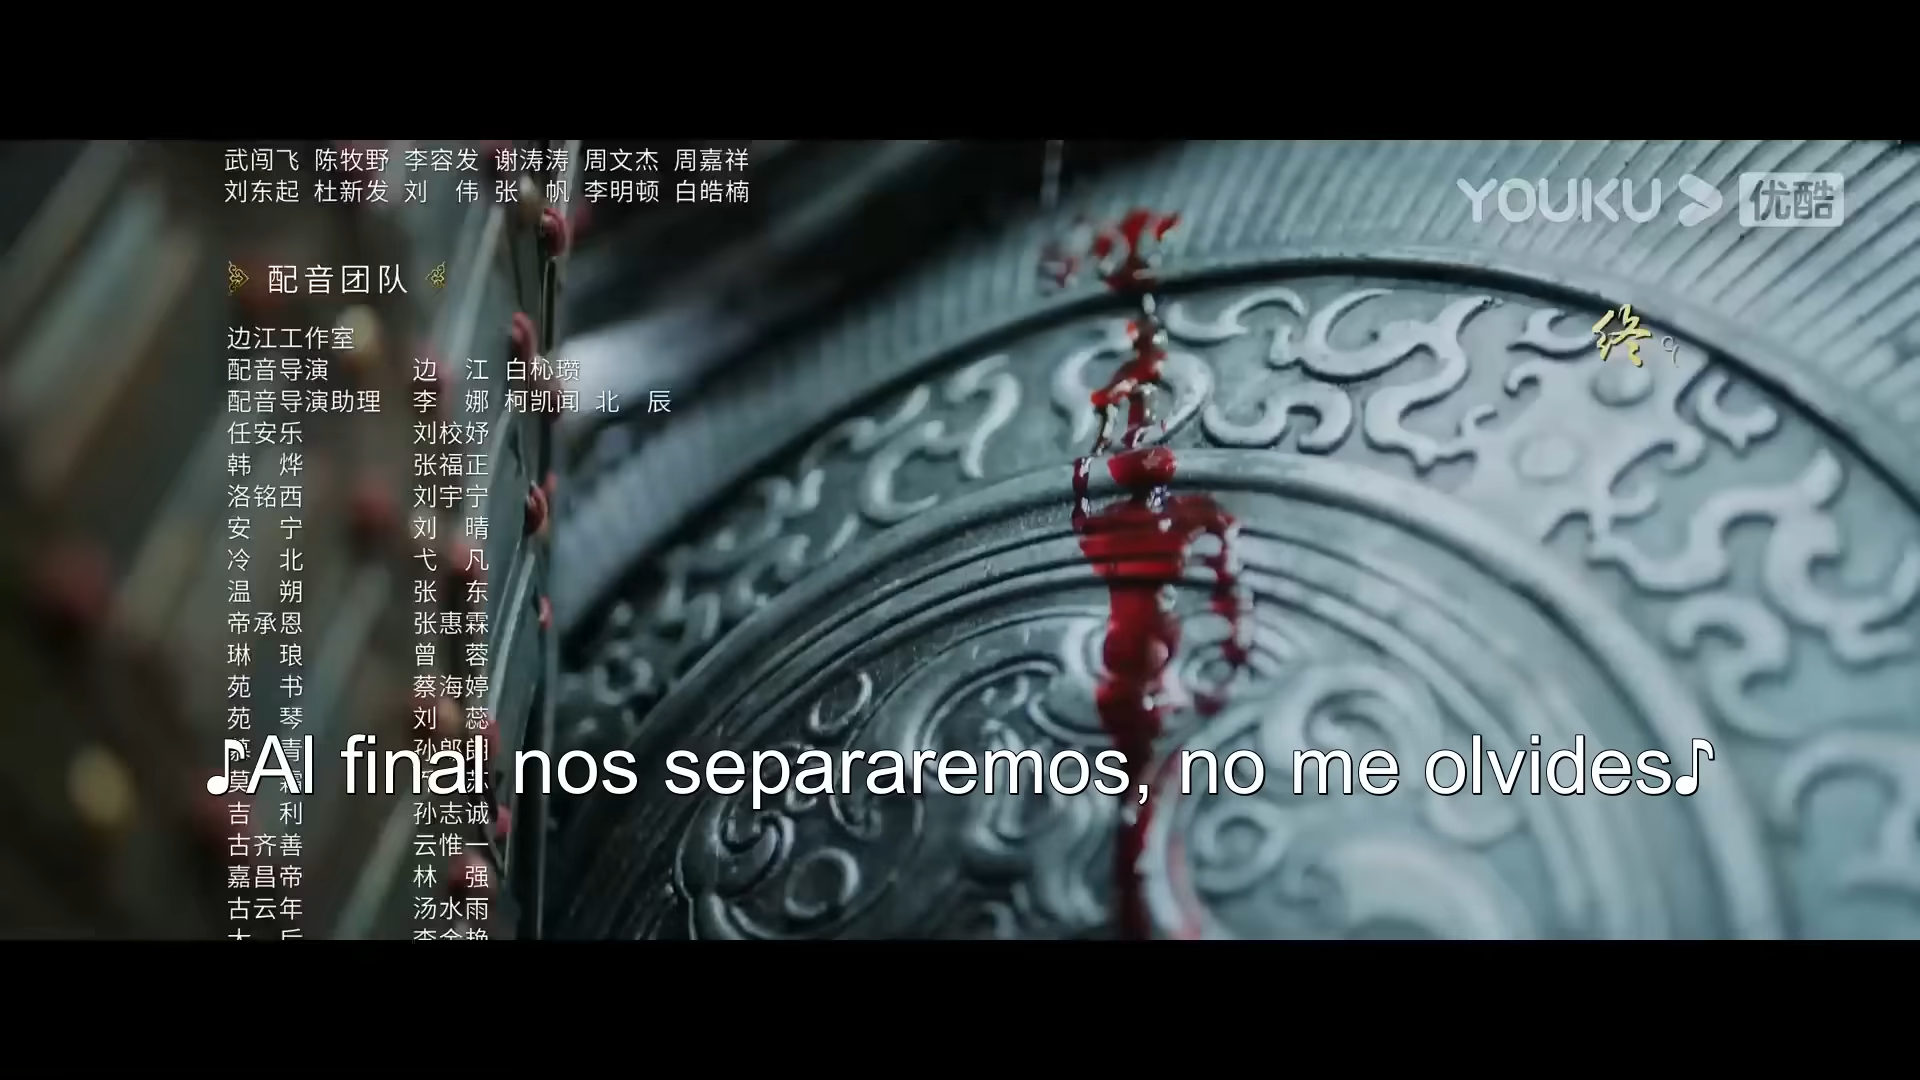 武闯飞 陈牧野 李容发 谢涛涛 周文杰 周嘉祥
刘东起 杜新发 刘 伟 张 帆 李明顿 白皓楠
YOUKU 优酷
配音团队
终
边江工作室
配音导演 边 江 白杺瓒
配音导演助理 李 娜 柯凯闻 北 辰
任安乐 刘校妤
韩 烨 张福正
洛铭西 刘宇宁
安 宁 刘 晴
冷 北 弋 凡
温 朔 张 东
帝承恩 张惠霖
琳 琅 曾 蓉
苑 书 蔡海婷
苑 琴 刘 蕊
♪Al final nos separaremos, no me olvides♪
吉 利 孙志诚
古齐善 云惟一
嘉昌帝 林 强
古云年 汤水雨